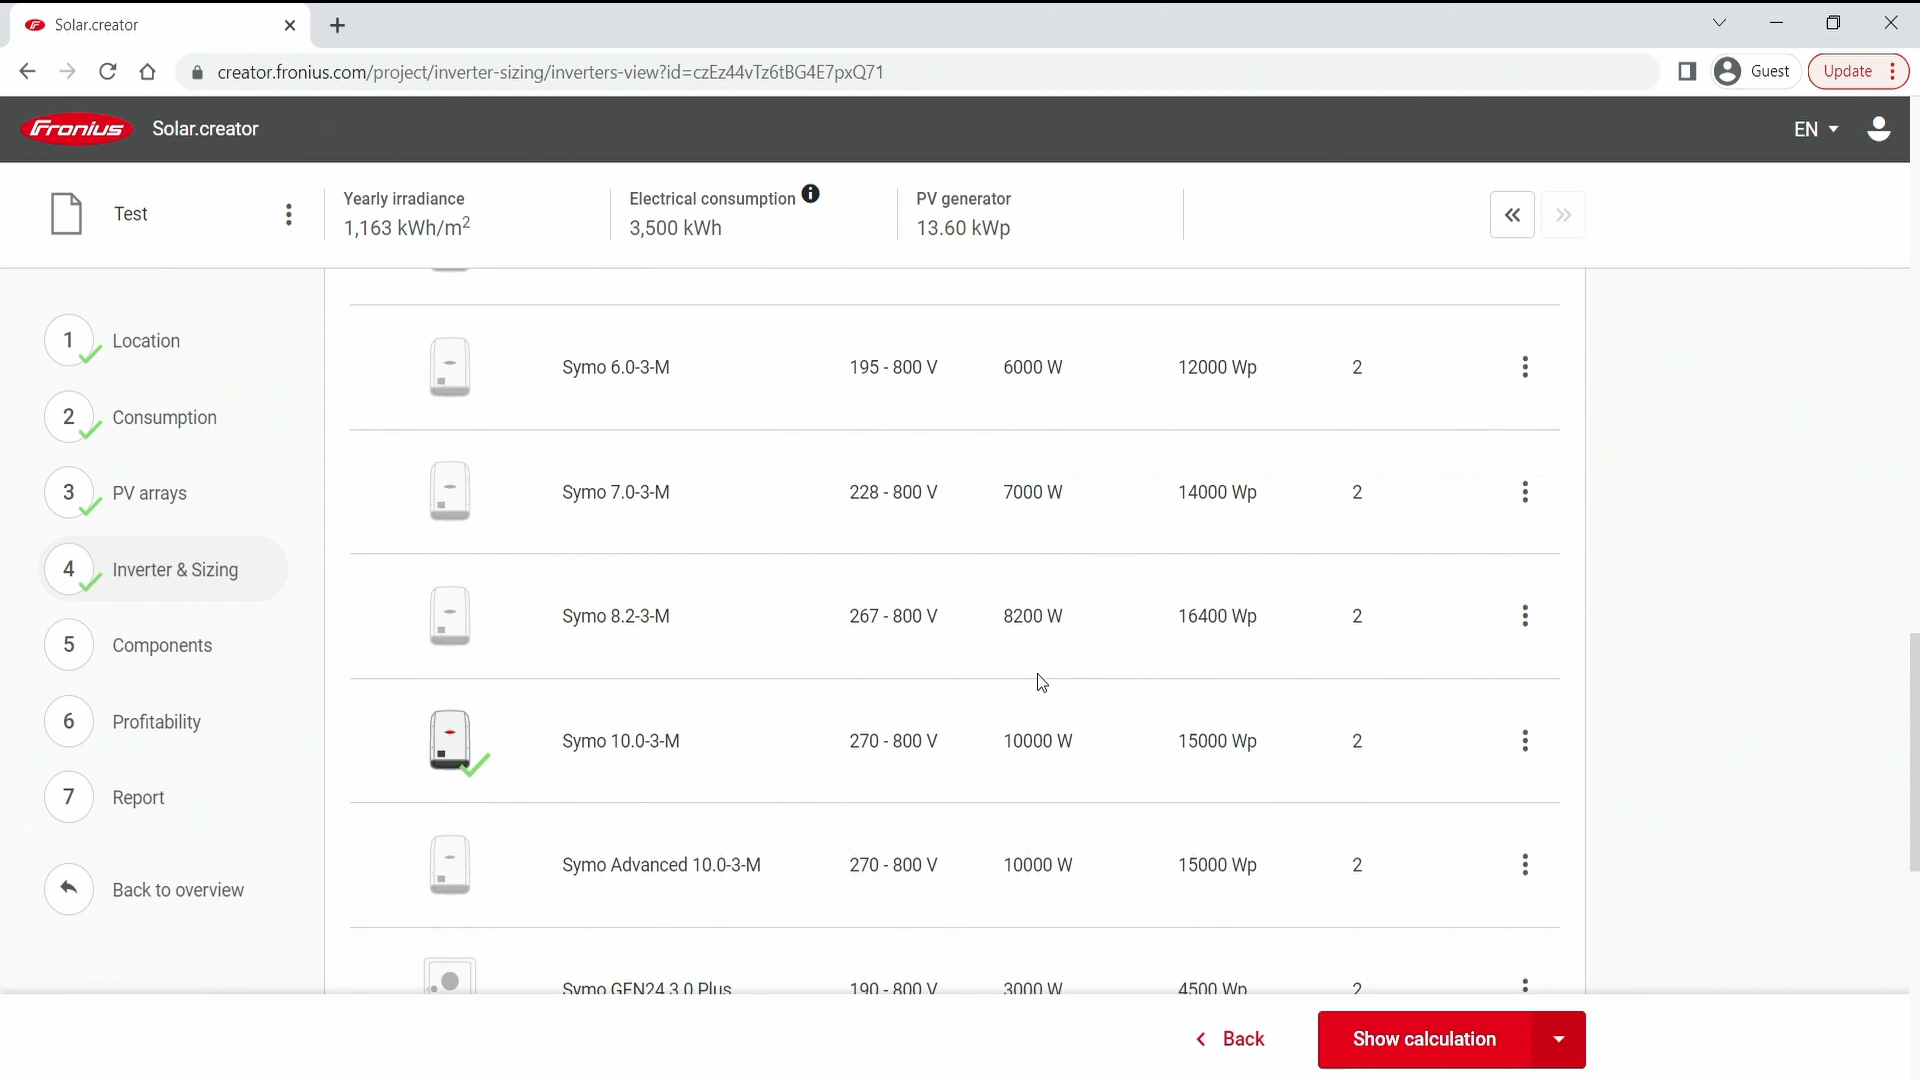 Solar.creator
creator.fronius.com/project/inverter-sizing/inverters-view?id=czEz44vTz6tBG4E7pxQ71
Guest
Update
Fronius
Solar.creator
EN
Test
Yearly irradiance
1,163 kWh/m²
Electrical consumption
3,500 kWh
PV generator
13.60 kWp
1 Location
2 Consumption
3 PV arrays
4 Inverter & Sizing
5 Components
6 Profitability
7 Report
Back to overview
Symo 6.0-3-M 195 - 800 V 6000 W 12000 Wp 2
Symo 7.0-3-M 228 - 800 V 7000 W 14000 Wp 2
Symo 8.2-3-M 267 - 800 V 8200 W 16400 Wp 2
Symo 10.0-3-M 270 - 800 V 10000 W 15000 Wp 2
Symo Advanced 10.0-3-M 270 - 800 V 10000 W 15000 Wp 2
Symo GEN24 3.0 Plus 190 - 800 V 3000 W 4500 Wp 2
Back
Show calculation